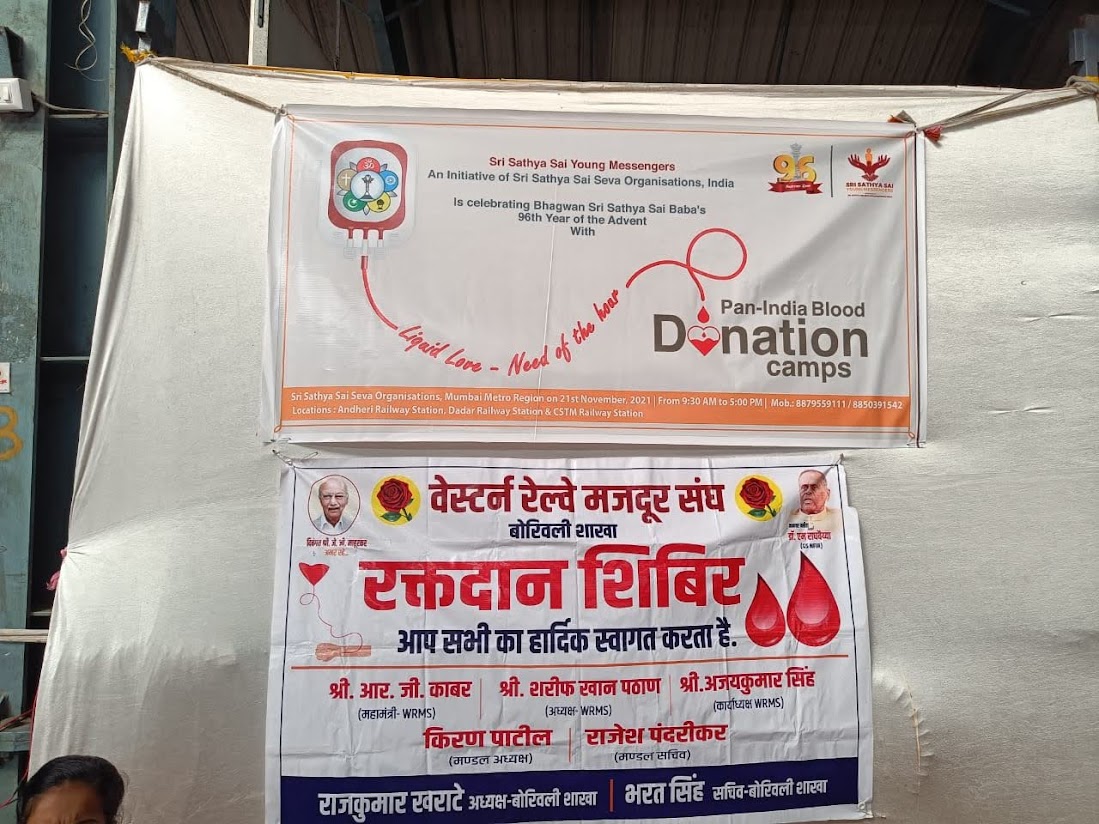 Sri Sathya Sai Young Messengers
An Initiative of Sri Sathya Sai Seva Organisations, India
Is celebrating Bhagwan Sri Sathya Sai Baba's
96th Year of the Advent
With
96
SRI SATHYA SAI
Liquid Love - Need of the hour
Pan-India Blood
Donation
camps
Sri Sathya Sai Seva Organisations, Mumbai Metro Region on 21st November, 2021 | From 9:30 AM to 5:00 PM | Mob.: 8879559111 / 8850391542
Locations : Andheri Railway Station, Dadar Railway Station & CSTM Railway Station
वेस्टर्न रेल्वे मजदूर संघ
बोरिवली शाखा
रक्तदान शिबिर
आप सभी का हार्दिक स्वागत करता है.
श्री. आर. जी. काबर | श्री. शरीफ खान पठाण | श्री.अजयकुमार सिंह
(महामंत्री- WRMS) (अध्यक्ष- WRMS) (कार्याध्यक्ष WRMS)
किरण पाटील | राजेश पंदरीकर
(मण्डल अध्यक्ष) (मण्डल सचिव)
राजकुमार खराटे अध्यक्ष-बोरिवली शाखा | भरत सिंह सचिव-बोरिवली शाखा